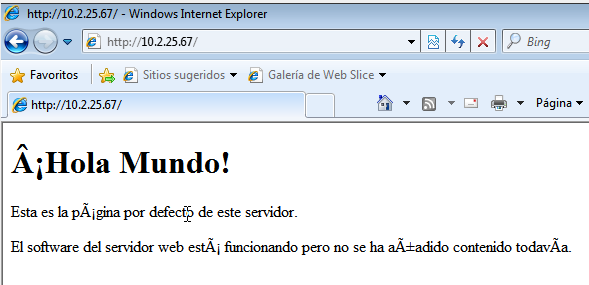 http://10.2.25.67/ - Windows Internet Explorer
http://10.2.25.67/ Bing
Favoritos Sitios sugeridos Galería de Web Slice
http://10.2.25.67/ Página
Â¡Hola Mundo!
Esta es la pÃ¡gina por defecto de este servidor.
El software del servidor web estÃ¡ funcionando pero no se ha aÃ±adido contenido todavÃ­a.